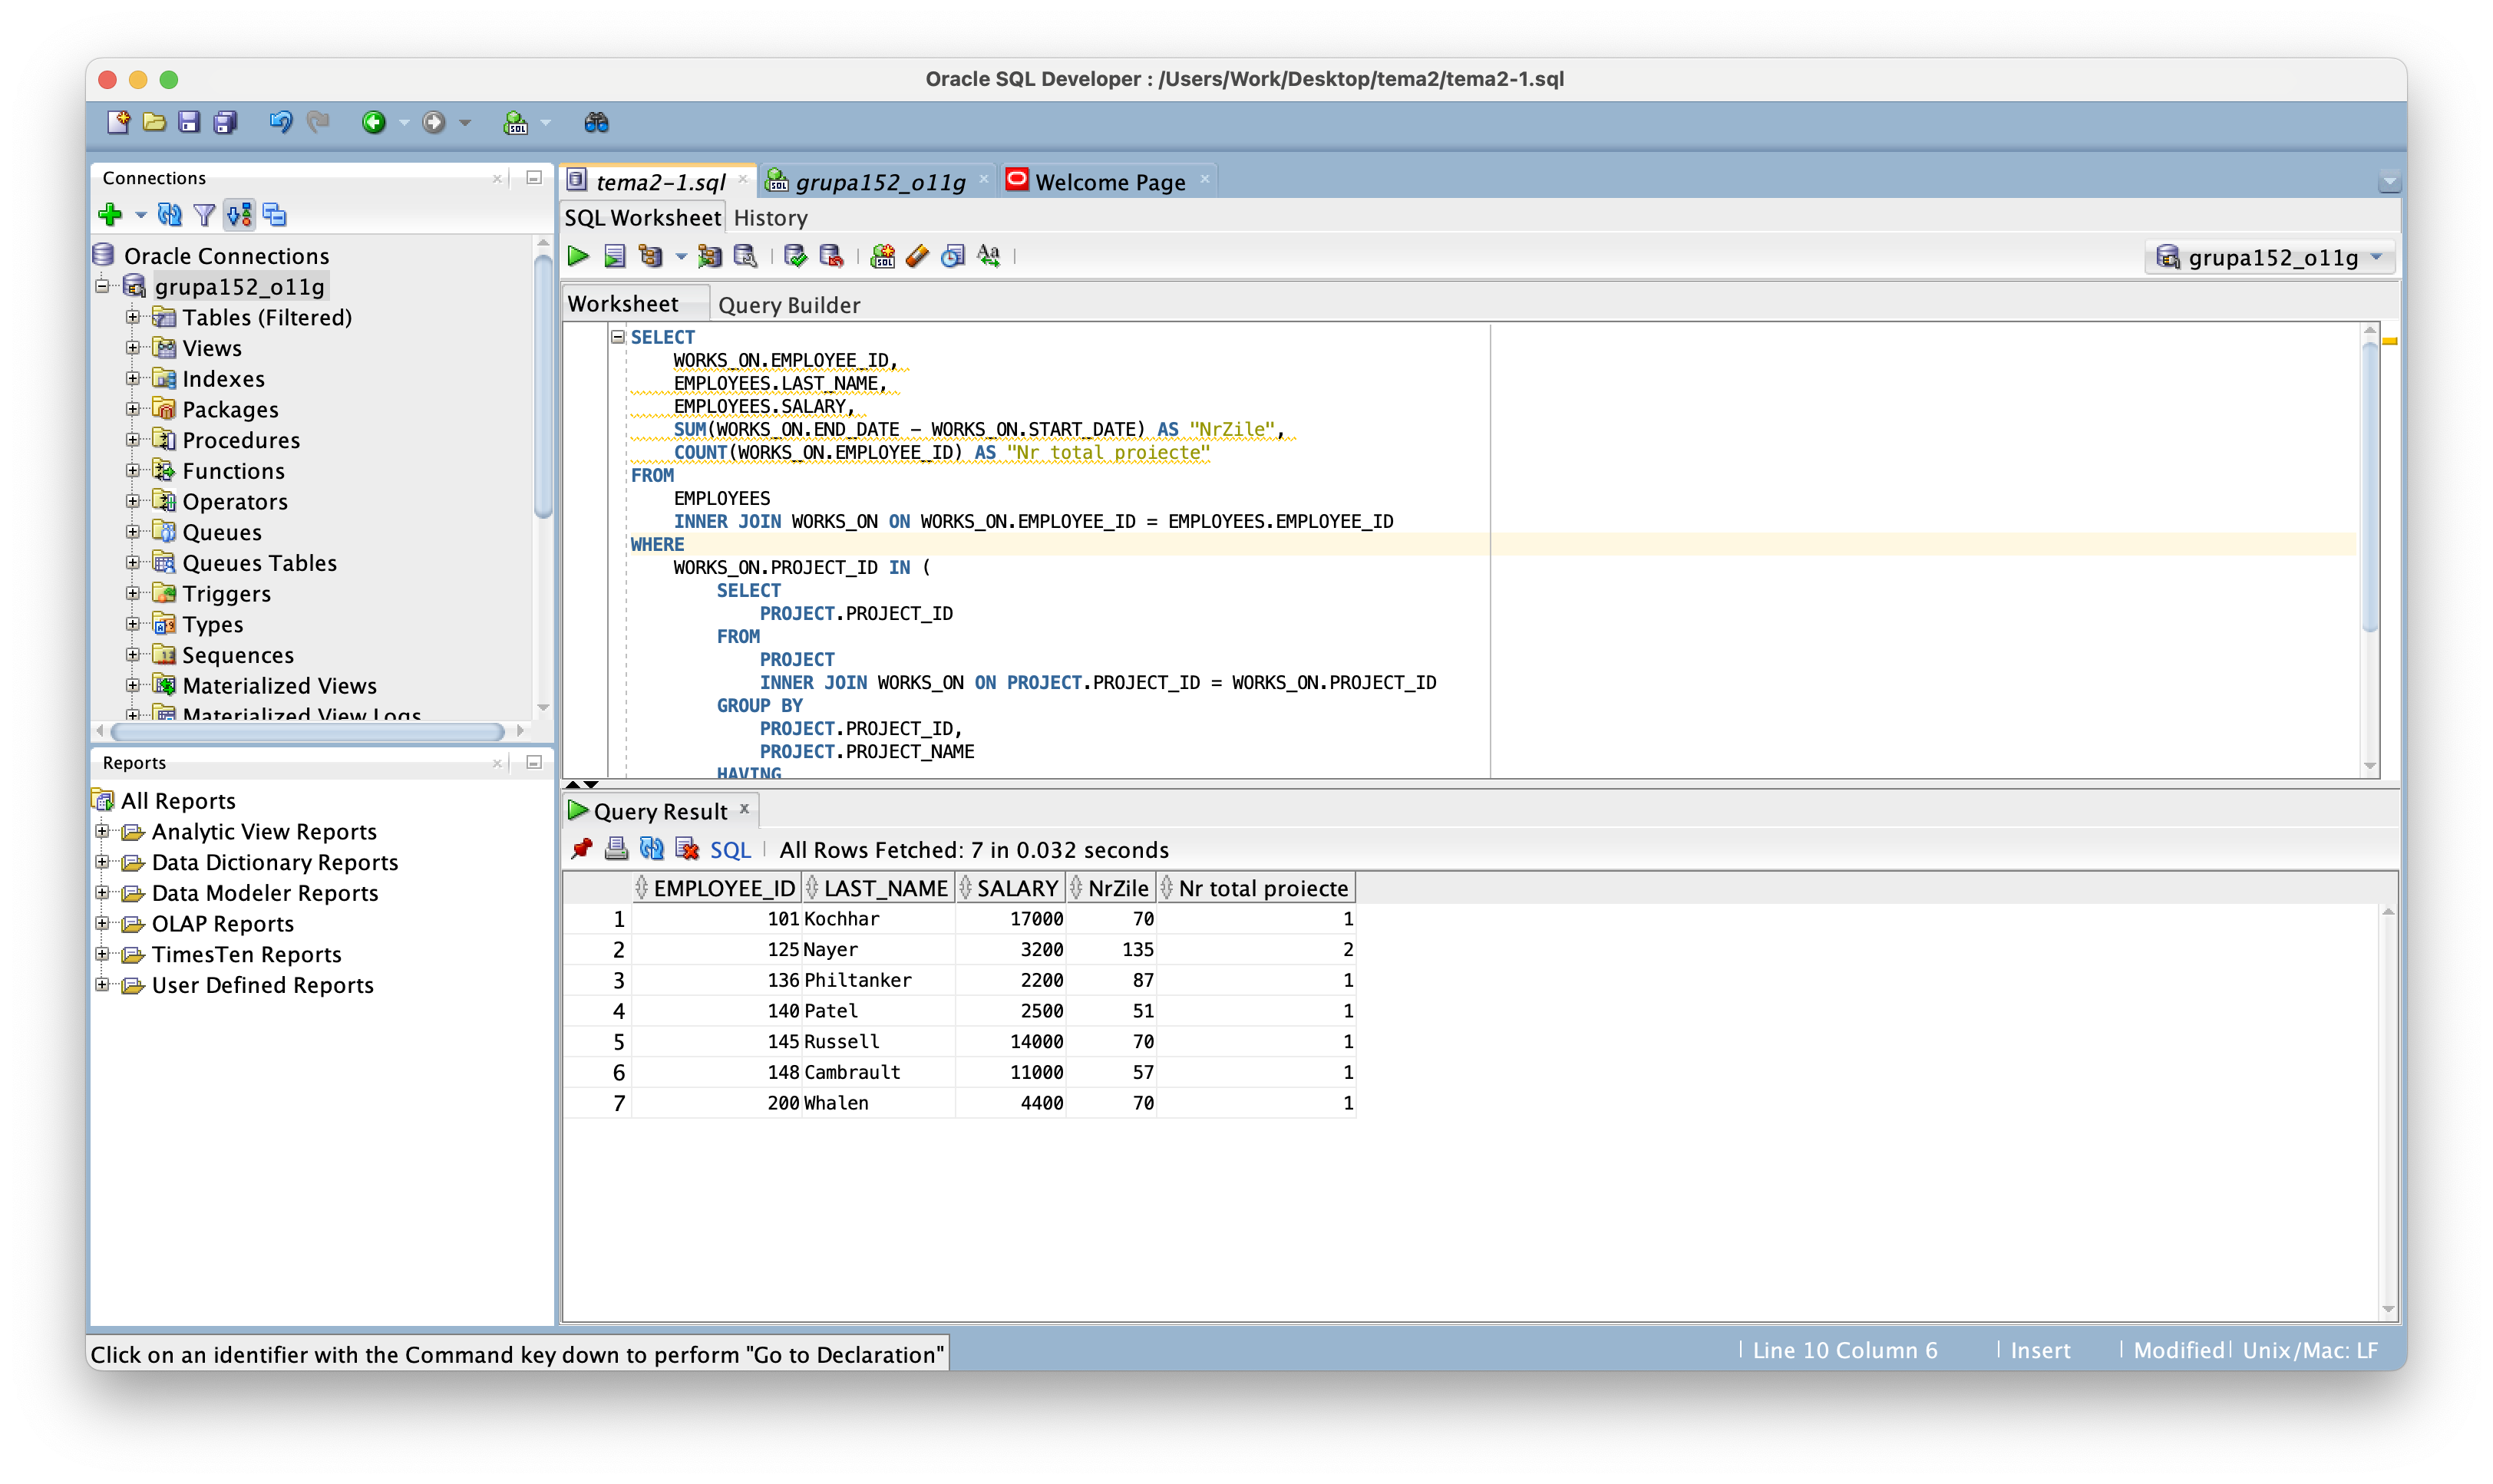 Oracle SQL Developer : /Users/Work/Desktop/tema2/tema2-1.sql
Connections
Oracle Connections
grupa152_o11g
Tables (Filtered)
Views
Indexes
Packages
Procedures
Functions
Operators
Queues
Queues Tables
Triggers
Types
Sequences
Materialized Views
Materialized View Logs
Reports
All Reports
Analytic View Reports
Data Dictionary Reports
Data Modeler Reports
OLAP Reports
TimesTen Reports
User Defined Reports
tema2-1.sql grupa152_o11g Welcome Page
SQL Worksheet History
grupa152_o11g
Worksheet Query Builder
SELECT
WORKS_ON.EMPLOYEE_ID,
EMPLOYEES.LAST_NAME,
EMPLOYEES.SALARY,
SUM(WORKS_ON.END_DATE - WORKS_ON.START_DATE) AS "NrZile",
COUNT(WORKS_ON.EMPLOYEE_ID) AS "Nr total proiecte"
FROM
EMPLOYEES
INNER JOIN WORKS_ON ON WORKS_ON.EMPLOYEE_ID = EMPLOYEES.EMPLOYEE_ID
WHERE
WORKS_ON.PROJECT_ID IN (
SELECT
PROJECT.PROJECT_ID
FROM
PROJECT
INNER JOIN WORKS_ON ON PROJECT.PROJECT_ID = WORKS_ON.PROJECT_ID
GROUP BY
PROJECT.PROJECT_ID,
PROJECT.PROJECT_NAME
HAVING
Query Result
SQL All Rows Fetched: 7 in 0.032 seconds
EMPLOYEE_ID LAST_NAME SALARY NrZile Nr total proiecte
1 101 Kochhar 17000 70 1
2 125 Nayer 3200 135 2
3 136 Philtanker 2200 87 1
4 140 Patel 2500 51 1
5 145 Russell 14000 70 1
6 148 Cambrault 11000 57 1
7 200 Whalen 4400 70 1
Click on an identifier with the Command key down to perform "Go to Declaration"
Line 10 Column 6 Insert Modified Unix/Mac: LF